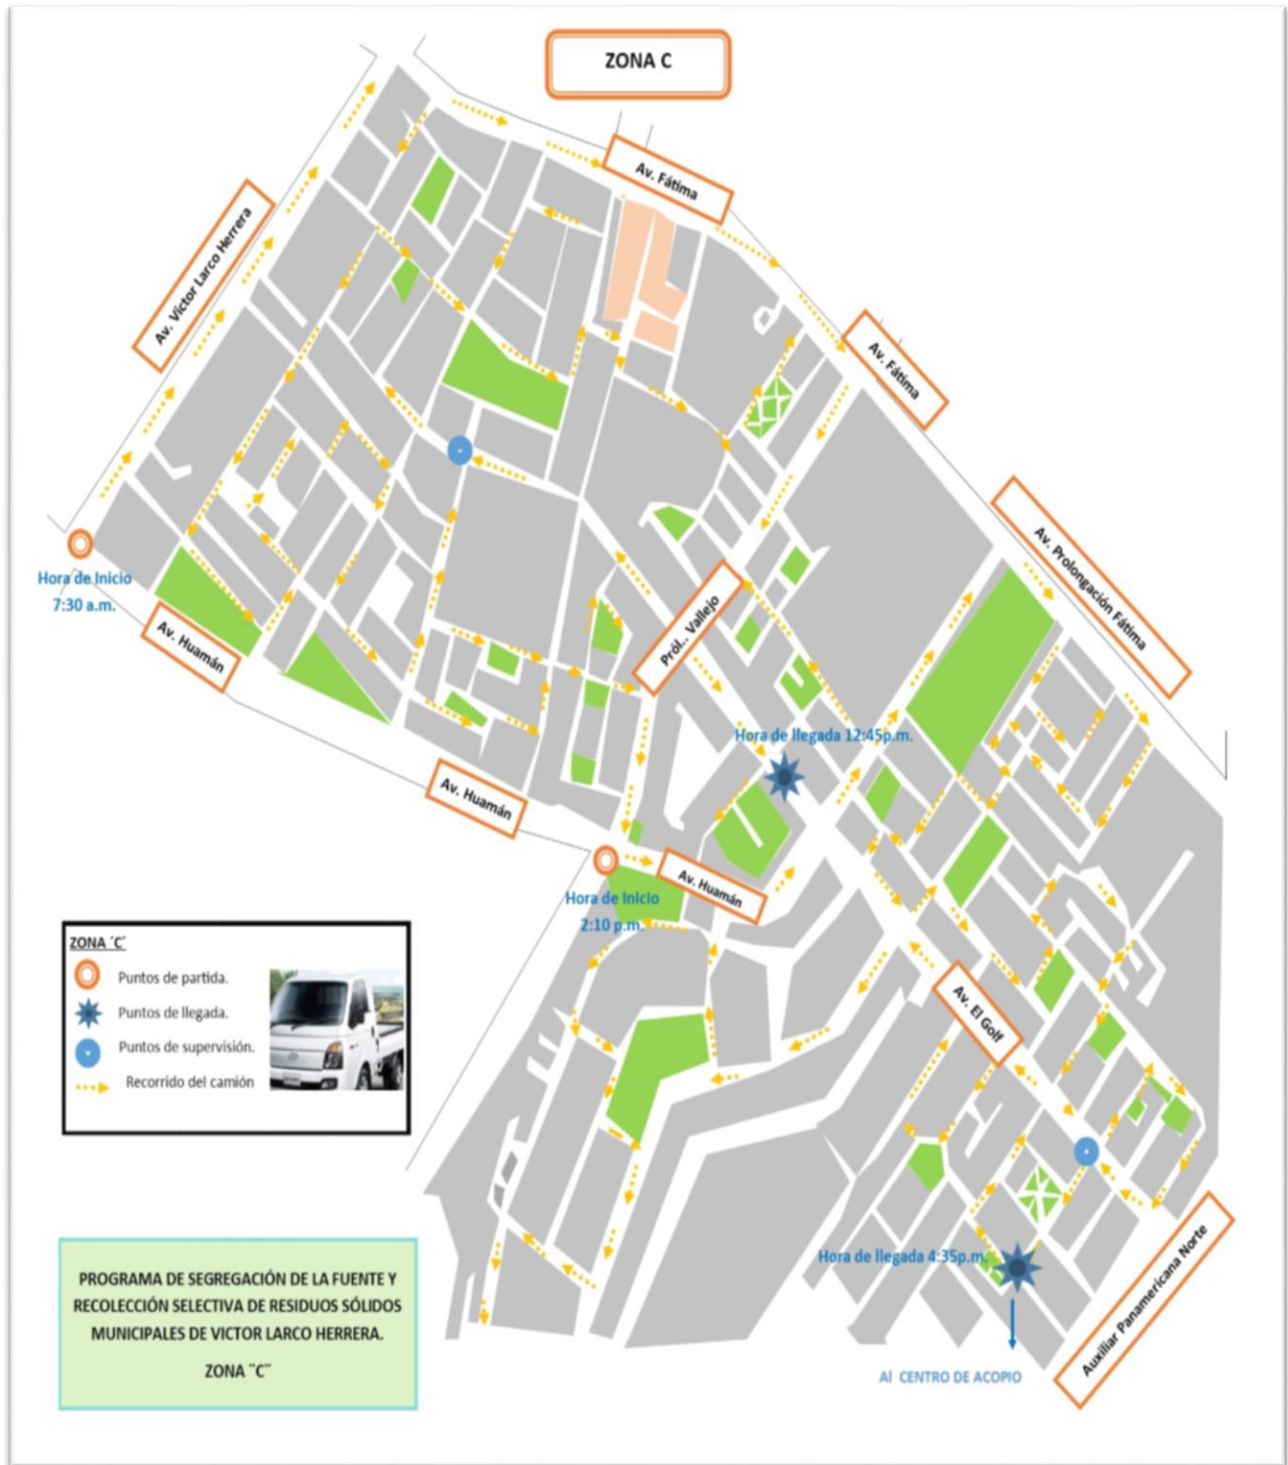 ZONA C
Av. Fátima
Av. Víctor Larco Herrera
Av. Fátima
Av. Prolongación Fátima
Hora de Inicio
7:30 a.m.
Av. Huamán
Pról.. Vallejo
Hora de llegada 12:45p.m.
Av. Huamán
Av. Huamán
Hora de Inicio
2:10 p.m.
ZONA ´C´
Puntos de partida.
Puntos de llegada.
Puntos de supervisión.
Recorrido del camión
Av. El Golf
Hora de llegada 4:35p.m.
Auxiliar Panamericana Norte
Al CENTRO DE ACOPIO
PROGRAMA DE SEGREGACIÓN DE LA FUENTE Y
RECOLECCIÓN SELECTIVA DE RESIDUOS SÓLIDOS
MUNICIPALES DE VICTOR LARCO HERRERA.
ZONA ¨C¨